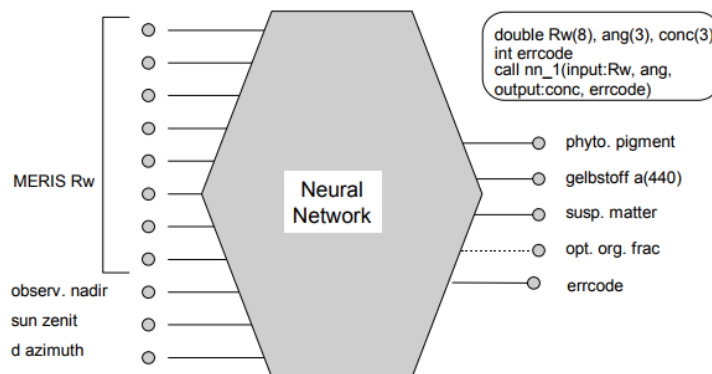 double Rw(8), ang(3), conc(3)
int errcode
call nn_1(input:Rw, ang,
output:conc, errcode)
MERIS Rw
observ. nadir
sun zenit
d azimuth
Neural
Network
phyto. pigment
gelbstoff a(440)
susp. matter
opt. org. frac
errcode